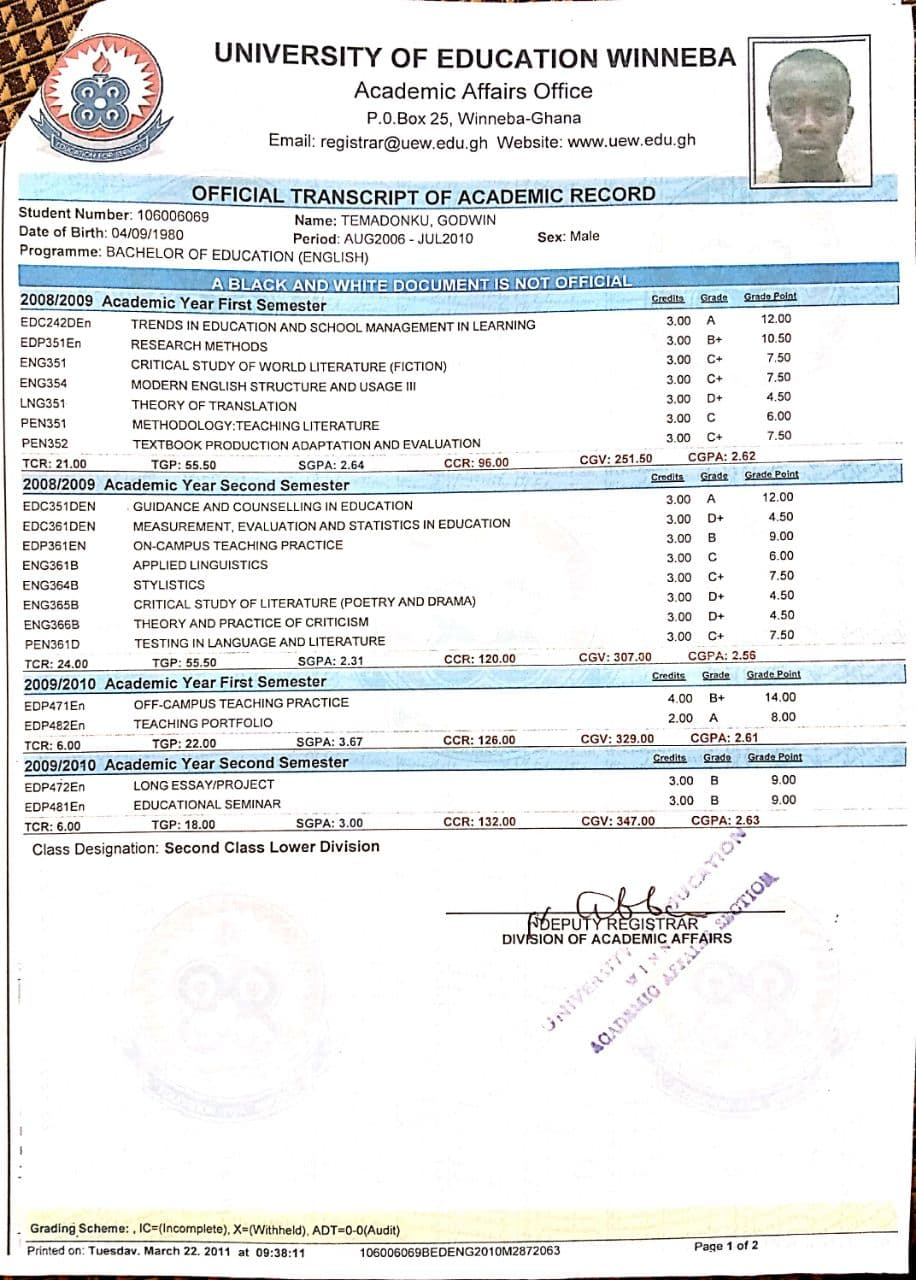 UNIVERSITY OF EDUCATION WINNEBA
Academic Affairs Office
P.O.Box 25, Winneba-Ghana
Email: registrar@uew.edu.gh Website: www.uew.edu.gh
EDUCATION FOR SERVICE
OFFICIAL TRANSCRIPT OF ACADEMIC RECORD
Student Number: 106006069 Name: TEMADONKU, GODWIN
Date of Birth: 04/09/1980 Period: AUG2006 - JUL2010 Sex: Male
Programme: BACHELOR OF EDUCATION (ENGLISH)
A BLACK AND WHITE DOCUMENT IS NOT OFFICIAL
2008/2009 Academic Year First Semester Credits Grade Grade Point
EDC242DEn TRENDS IN EDUCATION AND SCHOOL MANAGEMENT IN LEARNING 3.00 A 12.00
EDP351En RESEARCH METHODS 3.00 B+ 10.50
ENG351 CRITICAL STUDY OF WORLD LITERATURE (FICTION) 3.00 C+ 7.50
ENG354 MODERN ENGLISH STRUCTURE AND USAGE III 3.00 C+ 7.50
LNG351 THEORY OF TRANSLATION 3.00 D+ 4.50
PEN351 METHODOLOGY:TEACHING LITERATURE 3.00 C 6.00
PEN352 TEXTBOOK PRODUCTION ADAPTATION AND EVALUATION 3.00 C+ 7.50
TCR: 21.00 TGP: 55.50 SGPA: 2.64 CCR: 96.00 CGV: 251.50 CGPA: 2.62
2008/2009 Academic Year Second Semester Credits Grade Grade Point
EDC351DEN GUIDANCE AND COUNSELLING IN EDUCATION 3.00 A 12.00
EDC361DEN MEASUREMENT, EVALUATION AND STATISTICS IN EDUCATION 3.00 D+ 4.50
EDP361EN ON-CAMPUS TEACHING PRACTICE 3.00 B 9.00
ENG361B APPLIED LINGUISTICS 3.00 C 6.00
ENG364B STYLISTICS 3.00 C+ 7.50
ENG365B CRITICAL STUDY OF LITERATURE (POETRY AND DRAMA) 3.00 D+ 4.50
ENG366B THEORY AND PRACTICE OF CRITICISM 3.00 D+ 4.50
PEN361D TESTING IN LANGUAGE AND LITERATURE 3.00 C+ 7.50
TCR: 24.00 TGP: 55.50 SGPA: 2.31 CCR: 120.00 CGV: 307.00 CGPA: 2.56
2009/2010 Academic Year First Semester Credits Grade Grade Point
EDP471En OFF-CAMPUS TEACHING PRACTICE 4.00 B+ 14.00
EDP482En TEACHING PORTFOLIO 2.00 A 8.00
TCR: 6.00 TGP: 22.00 SGPA: 3.67 CCR: 126.00 CGV: 329.00 CGPA: 2.61
2009/2010 Academic Year Second Semester Credits Grade Grade Point
EDP472En LONG ESSAY/PROJECT 3.00 B 9.00
EDP481En EDUCATIONAL SEMINAR 3.00 B 9.00
TCR: 6.00 TGP: 18.00 SGPA: 3.00 CCR: 132.00 CGV: 347.00 CGPA: 2.63
Class Designation: Second Class Lower Division
DEPUTY REGISTRAR
DIVISION OF ACADEMIC AFFAIRS
UNIVERSITY EDUCATION
WINN
ACADEMIC AFFAIRS SECTION
Grading Scheme: , IC=(Incomplete), X=(Withheld), ADT=0-0(Audit)
Printed on: Tuesday, March 22, 2011 at 09:38:11 106006069BEDENG2010M2872063 Page 1 of 2